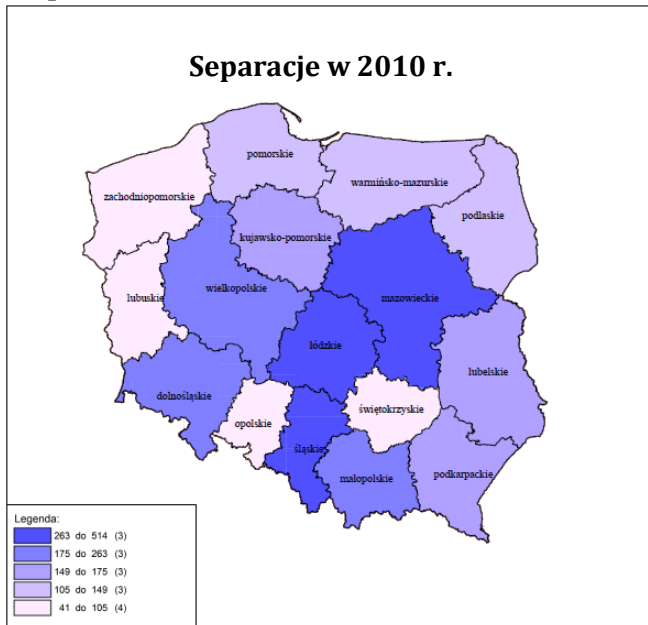 Separacje w 2010 r.
pomorskie
warmińsko-mazurskie
zachodniopomorskie
podlaskie
kujawsko-pomorskie
wielkopolskie
lubuskie
mazowieckie
łódzkie
lubelskie
dolnośląskie
świętokrzyskie
opolskie
śląskie
podkarpackie
małopolskie
Legenda:
263 do 514 (3)
175 do 263 (3)
149 do 175 (3)
105 do 149 (3)
41 do 105 (4)